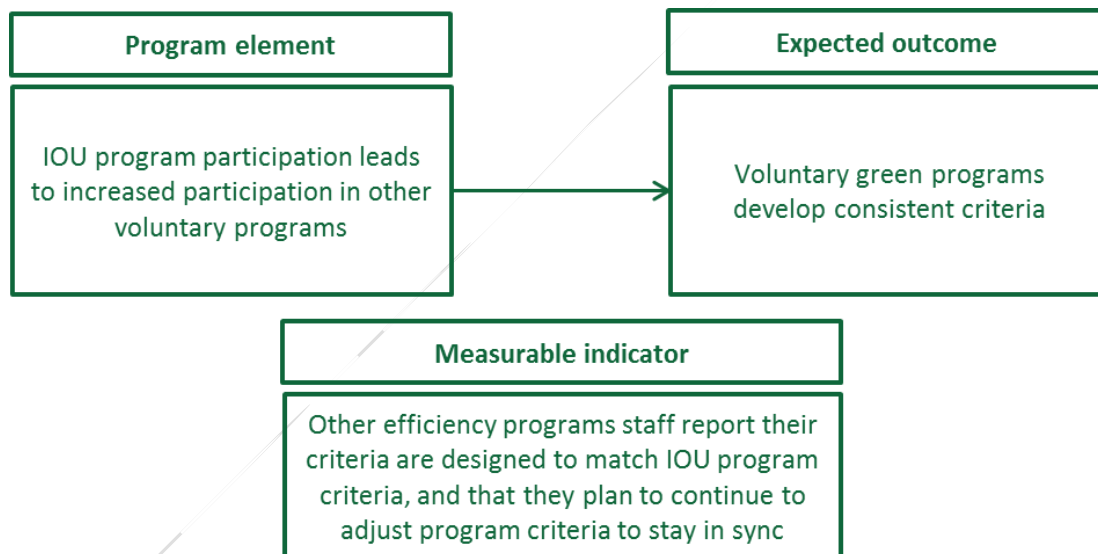 Program element
IOU program participation leads
to increased participation in other
voluntary programs
Expected outcome
Voluntary green programs
develop consistent criteria
Measurable indicator
Other efficiency programs staff report their
criteria are designed to match IOU program
criteria, and that they plan to continue to
adjust program criteria to stay in sync